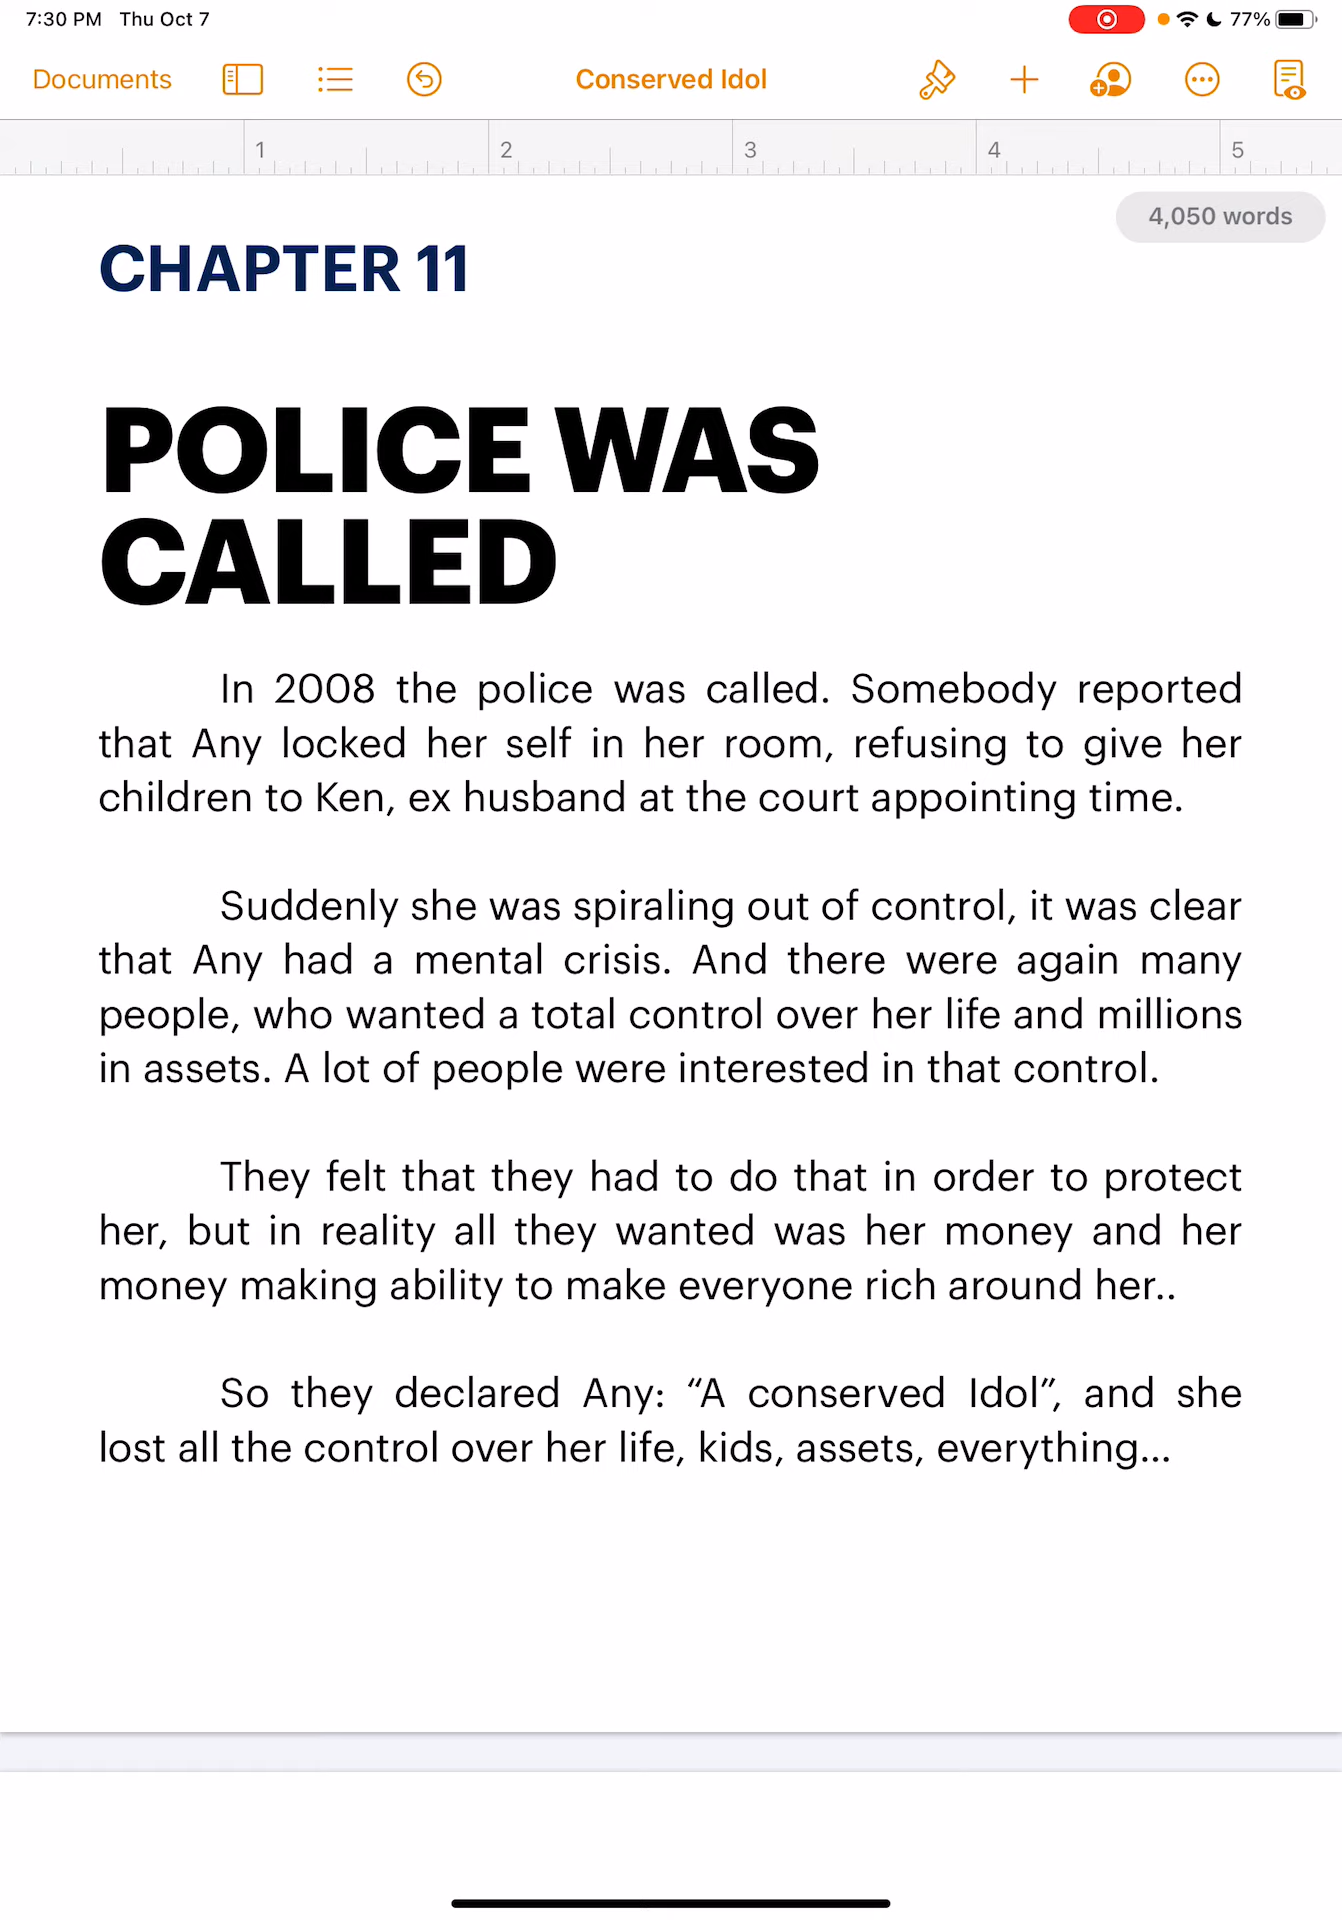 7:30 PM Thu Oct 7
77%
Documents
Conserved Idol
1 2 3 4 5
4,050 words
CHAPTER 11
POLICE WAS
CALLED
In 2008 the police was called. Somebody reported
that Any locked her self in her room, refusing to give her
children to Ken, ex husband at the court appointing time.
Suddenly she was spiraling out of control, it was clear
that Any had a mental crisis. And there were again many
people, who wanted a total control over her life and millions
in assets. A lot of people were interested in that control.
They felt that they had to do that in order to protect
her, but in reality all they wanted was her money and her
money making ability to make everyone rich around her..
So they declared Any: “A conserved Idol”, and she
lost all the control over her life, kids, assets, everything...